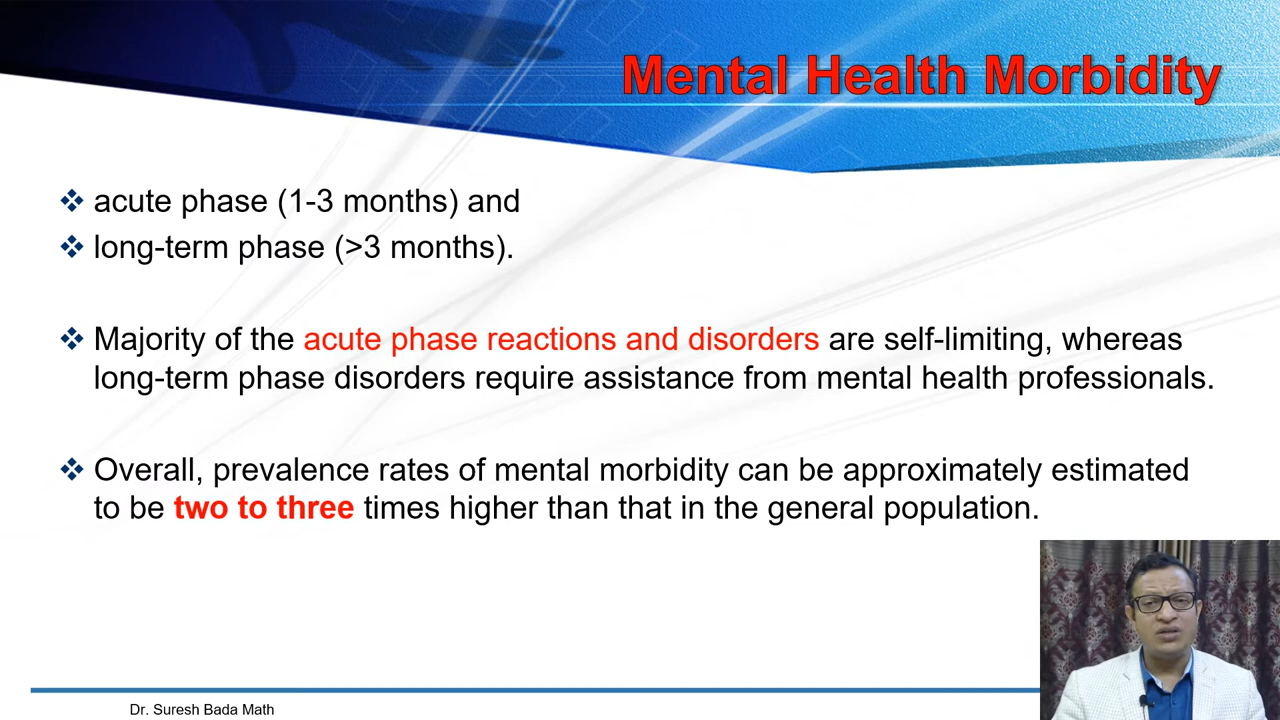 Mental Health Morbidity
acute phase (1-3 months) and
long-term phase (>3 months).
Majority of the acute phase reactions and disorders are self-limiting, whereas
long-term phase disorders require assistance from mental health professionals.
Overall, prevalence rates of mental morbidity can be approximately estimated
to be two to three times higher than that in the general population.
Dr. Suresh Bada Math